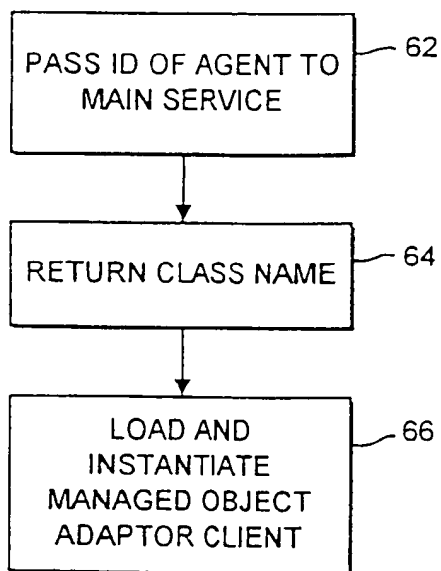 PASS ID OF AGENT TO
MAIN SERVICE
62
RETURN CLASS NAME
64
LOAD AND
INSTANTIATE
MANAGED OBJECT
ADAPTOR CLIENT
66